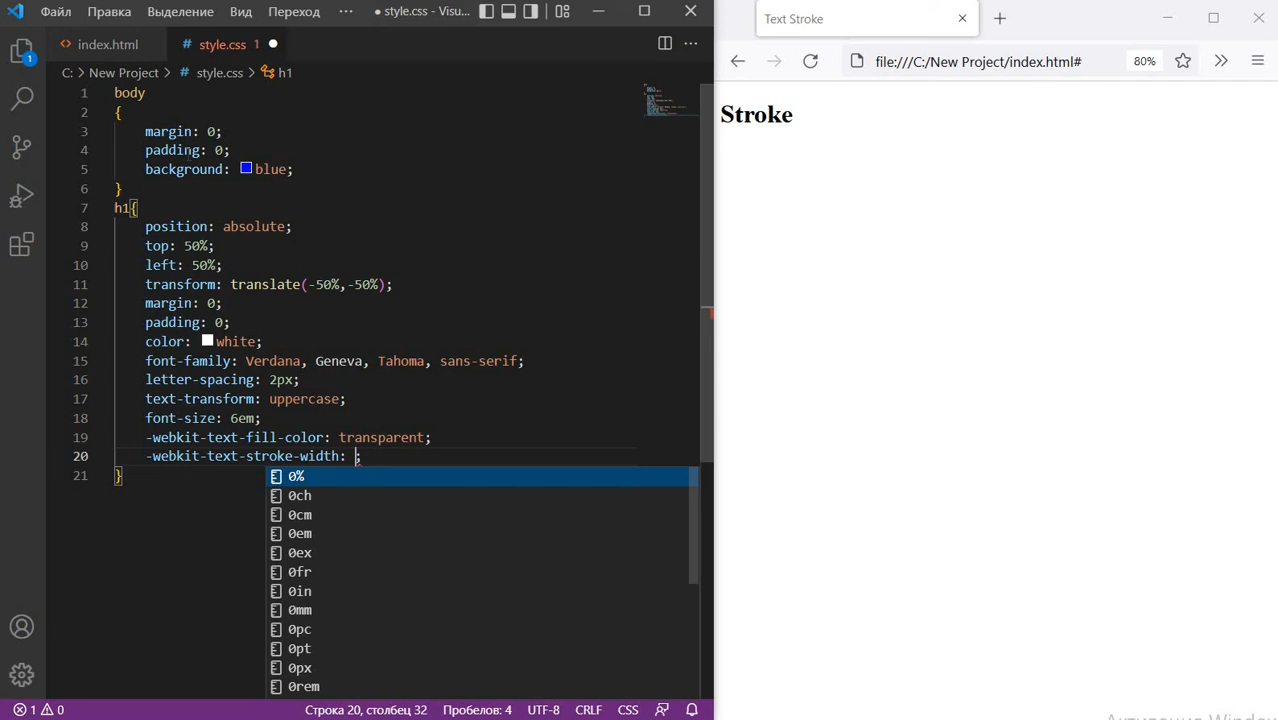 Файл Правка Выделение Вид Переход ··· ● style.css - Visu...
index.html # style.css 1 ●
C: > New Project > # style.css > h1
1 body
2 {
3 margin: 0;
4 padding: 0;
5 background: blue;
6 }
7 h1{
8 position: absolute;
9 top: 50%;
10 left: 50%;
11 transform: translate(-50%,-50%);
12 margin: 0;
13 padding: 0;
14 color: white;
15 font-family: Verdana, Geneva, Tahoma, sans-serif;
16 letter-spacing: 2px;
17 text-transform: uppercase;
18 font-size: 6em;
19 -webkit-text-fill-color: transparent;
20 -webkit-text-stroke-width: ;
21 }
0%
0ch
0cm
0em
0ex
0fr
0in
0mm
0pc
0pt
0px
0rem
1
1 0 Строка 20, столбец 32 Пробелов: 4 UTF-8 CRLF CSS
Text Stroke
file:///C:/New Project/index.html# 80%
Stroke